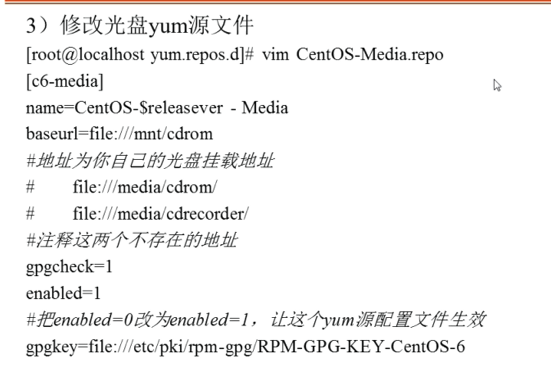 3）修改光盘yum源文件
[root@localhost yum.repos.d]# vim CentOS-Media.repo
[c6-media]
name=CentOS-$releasever - Media
baseurl=file:///mnt/cdrom
#地址为你自己的光盘挂载地址
# file:///media/cdrom/
# file:///media/cdrecorder/
#注释这两个不存在的地址
gpgcheck=1
enabled=1
#把enabled=0改为enabled=1，让这个yum源配置文件生效
gpgkey=file:///etc/pki/rpm-gpg/RPM-GPG-KEY-CentOS-6